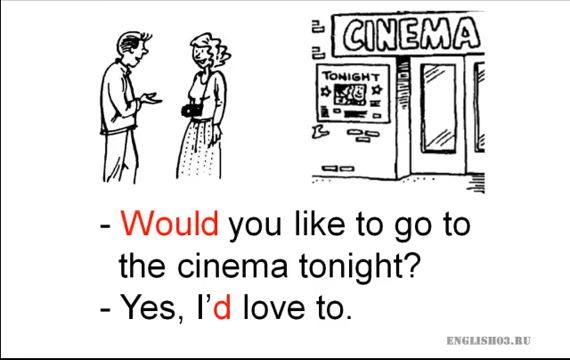 CINEMA
TONIGHT
- Would you like to go to
the cinema tonight?
- Yes, I'd love to.
ENGLISH03.RU